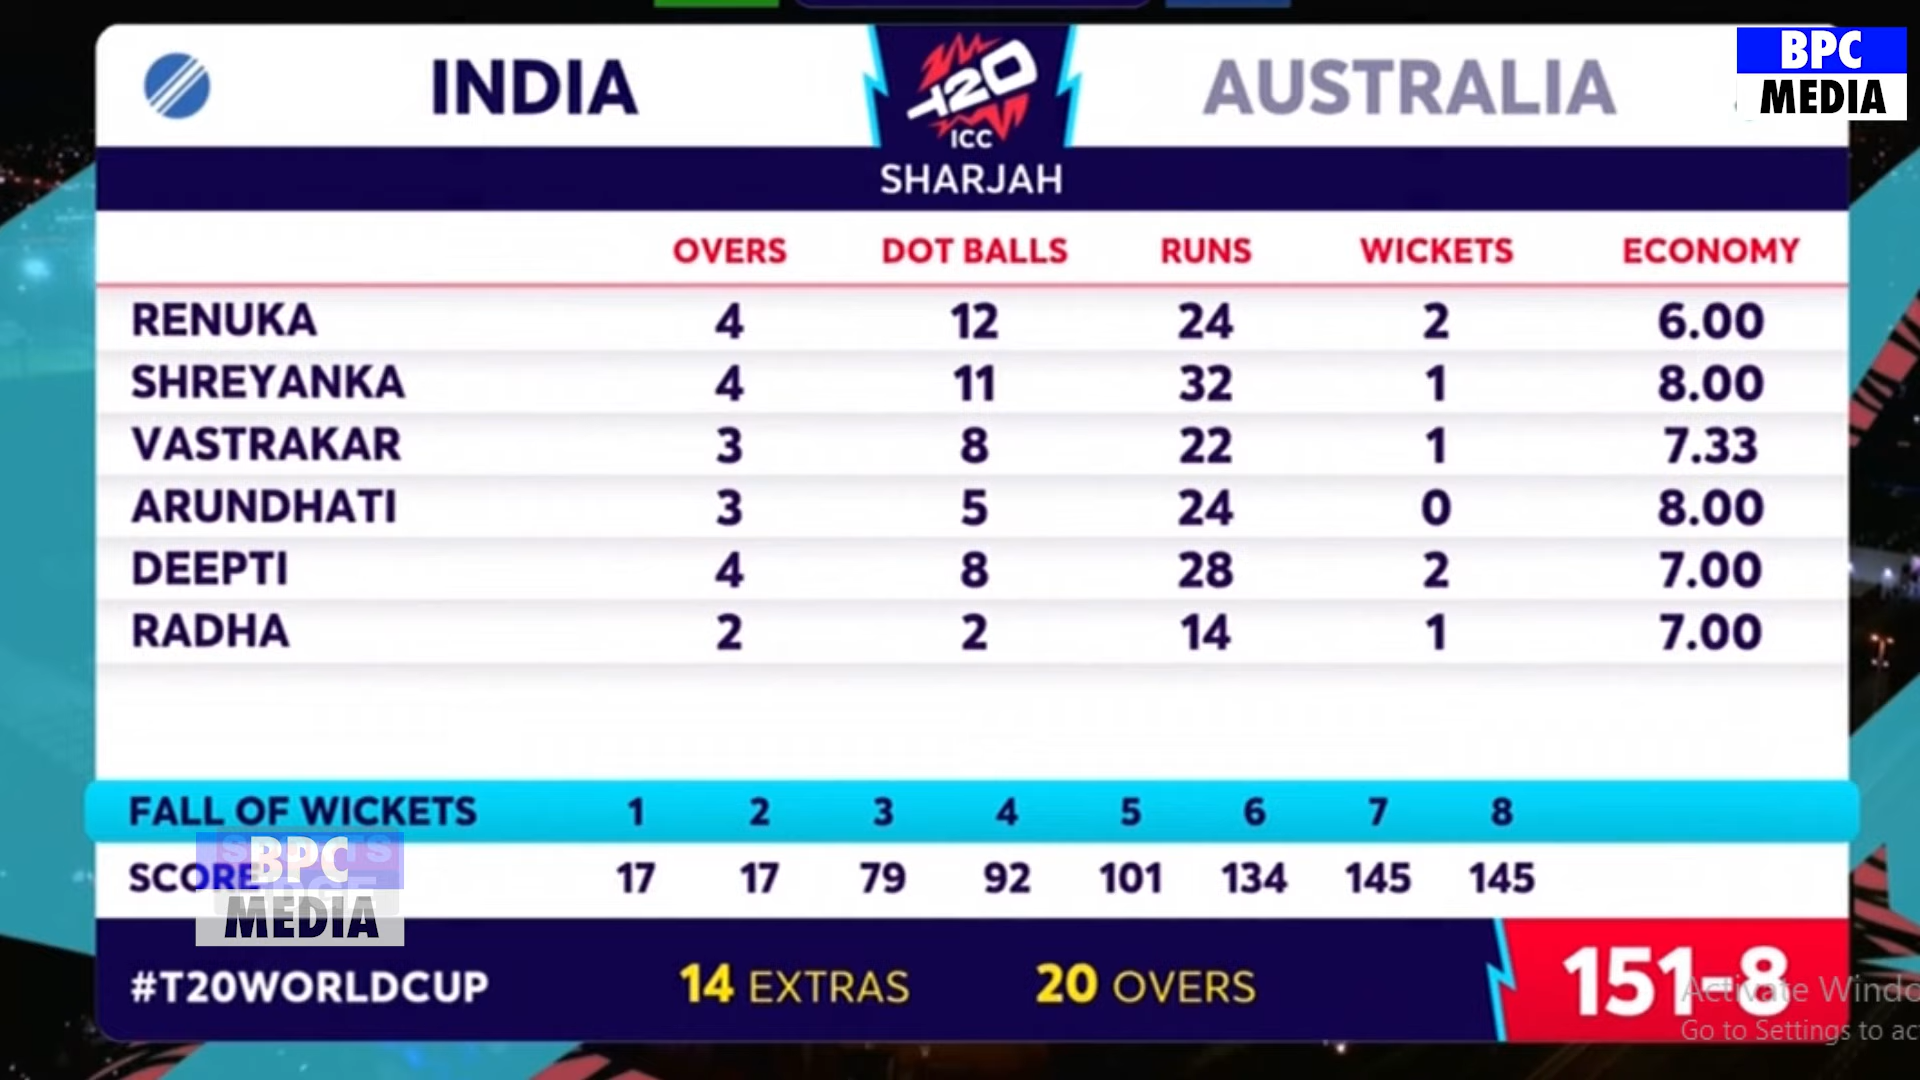 INDIA
T20
ICC
AUSTRALIA
BPC
MEDIA
SHARJAH
OVERS DOT BALLS RUNS WICKETS ECONOMY
RENUKA 4 12 24 2 6.00
SHREYANKA 4 11 32 1 8.00
VASTRAKAR 3 8 22 1 7.33
ARUNDHATI 3 5 24 0 8.00
DEEPTI 4 8 28 2 7.00
RADHA 2 2 14 1 7.00
FALL OF WICKETS 1 2 3 4 5 6 7 8
SCORE 17 17 79 92 101 134 145 145
BPC
MEDIA
#T20WORLDCUP 14 EXTRAS 20 OVERS 151-8
Activate Windo
Go to Settings to ac